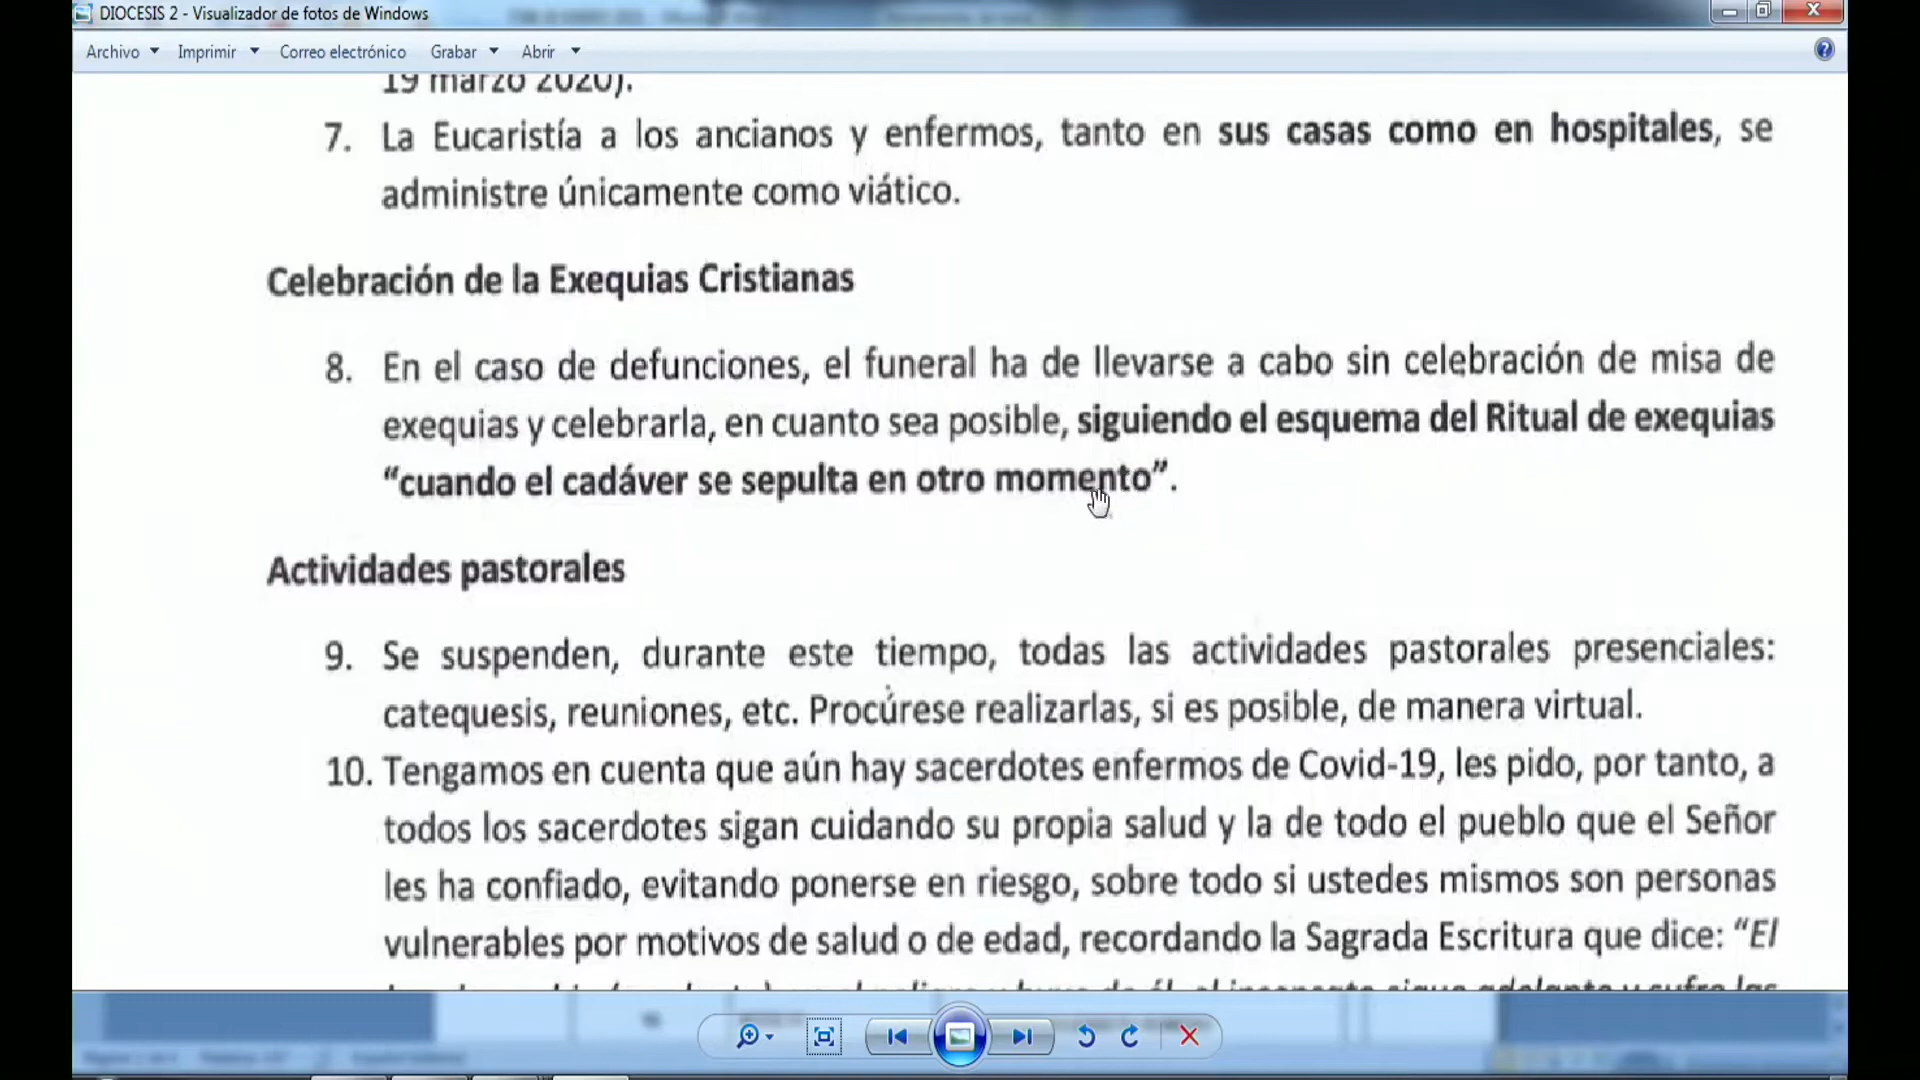 DIOCESIS 2 - Visualizador de fotos de Windows
Archivo Imprimir Correo electrónico Grabar Abrir
19 marzo 2020).
7. La Eucaristía a los ancianos y enfermos, tanto en sus casas como en hospitales, se
administre únicamente como viático.
Celebración de la Exequias Cristianas
8. En el caso de defunciones, el funeral ha de llevarse a cabo sin celebración de misa de
exequias y celebrarla, en cuanto sea posible, siguiendo el esquema del Ritual de exequias
“cuando el cadáver se sepulta en otro momento”.
Actividades pastorales
9. Se suspenden, durante este tiempo, todas las actividades pastorales presenciales:
catequesis, reuniones, etc. Procúrese realizarlas, si es posible, de manera virtual.
10. Tengamos en cuenta que aún hay sacerdotes enfermos de Covid-19, les pido, por tanto, a
todos los sacerdotes sigan cuidando su propia salud y la de todo el pueblo que el Señor
les ha confiado, evitando ponerse en riesgo, sobre todo si ustedes mismos son personas
vulnerables por motivos de salud o de edad, recordando la Sagrada Escritura que dice: “El